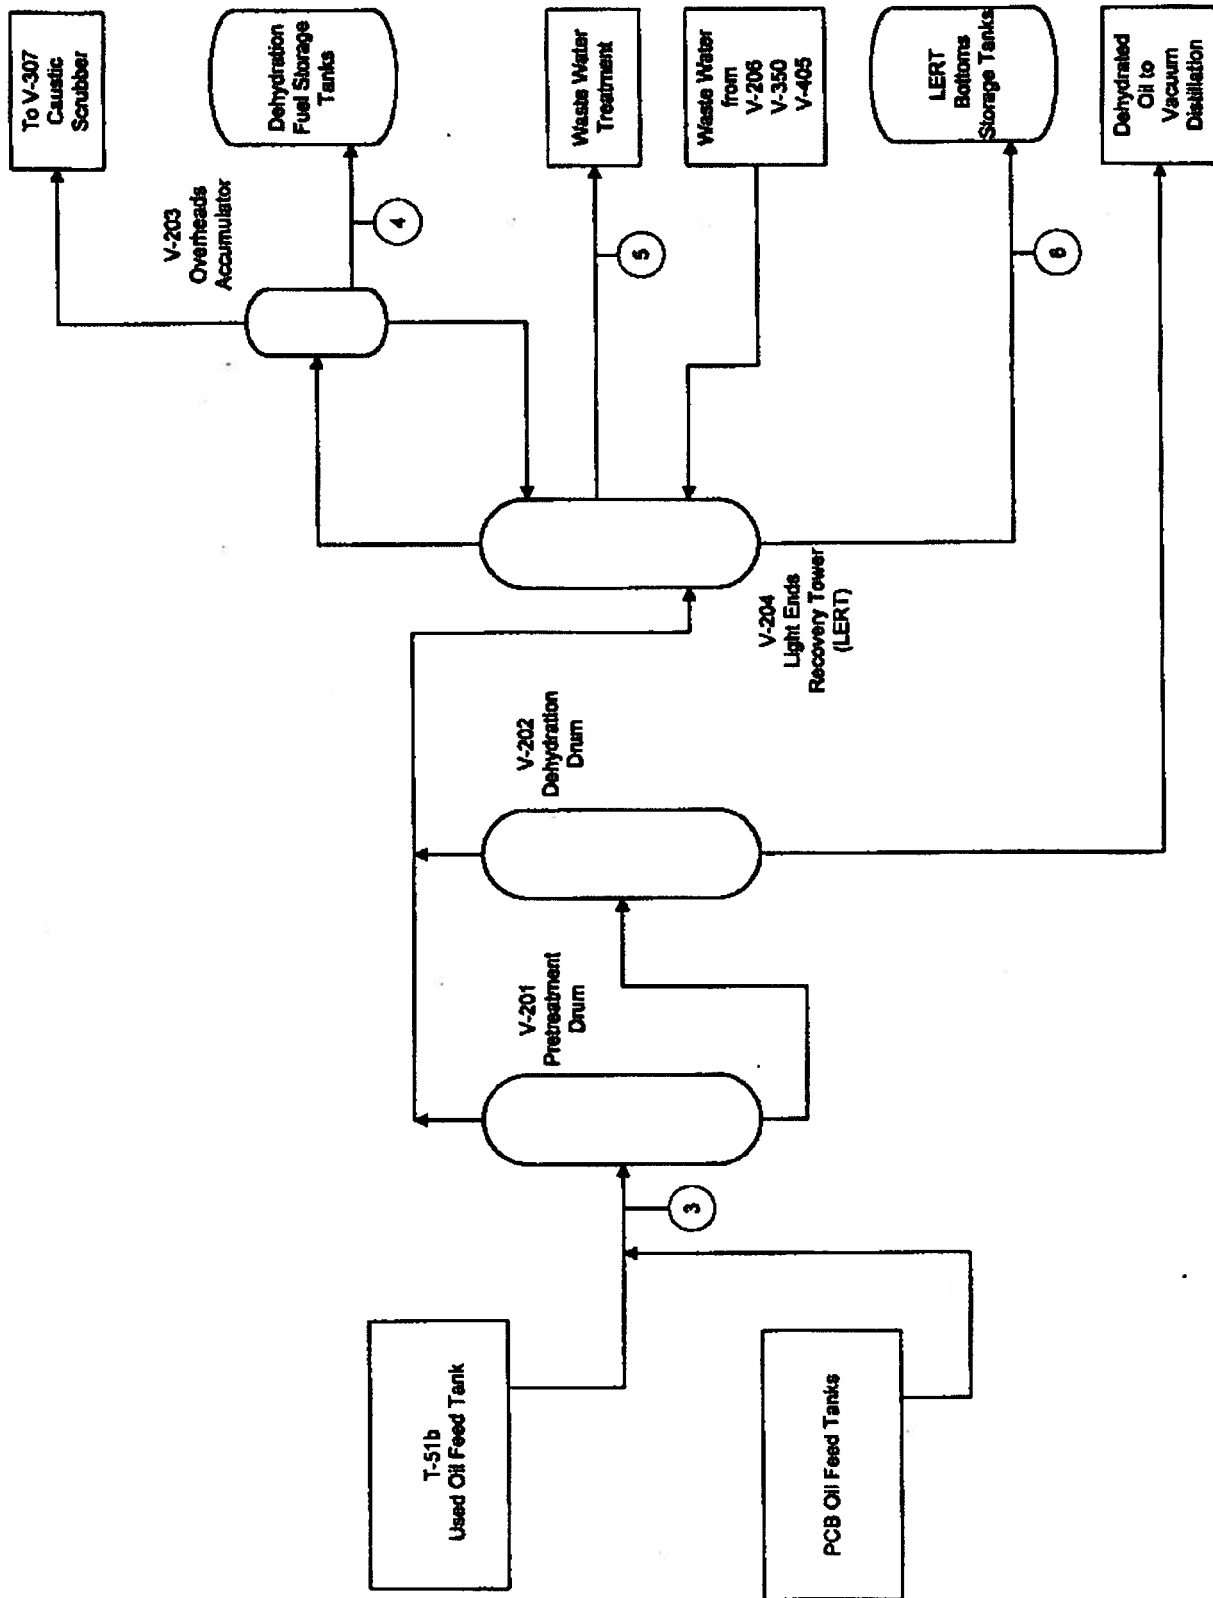 To V-307
Caustic
Scrubber
Dehydration
Fuel Storage
Tanks
Waste Water
Treatment
Waste Water
from
V-206
V-350
V-405
LERT
Bottoms
Storage Tanks
Dehydrated
Oil to
Vacuum
Distillation
V-203
Overheads
Accumulator
4
5
6
V-204
Light Ends
Recovery Tower
(LERT)
V-202
Dehydration
Drum
V-201
Pretreatment
Drum
3
T-51b
Used Oil Feed Tank
PCB Oil Feed Tanks